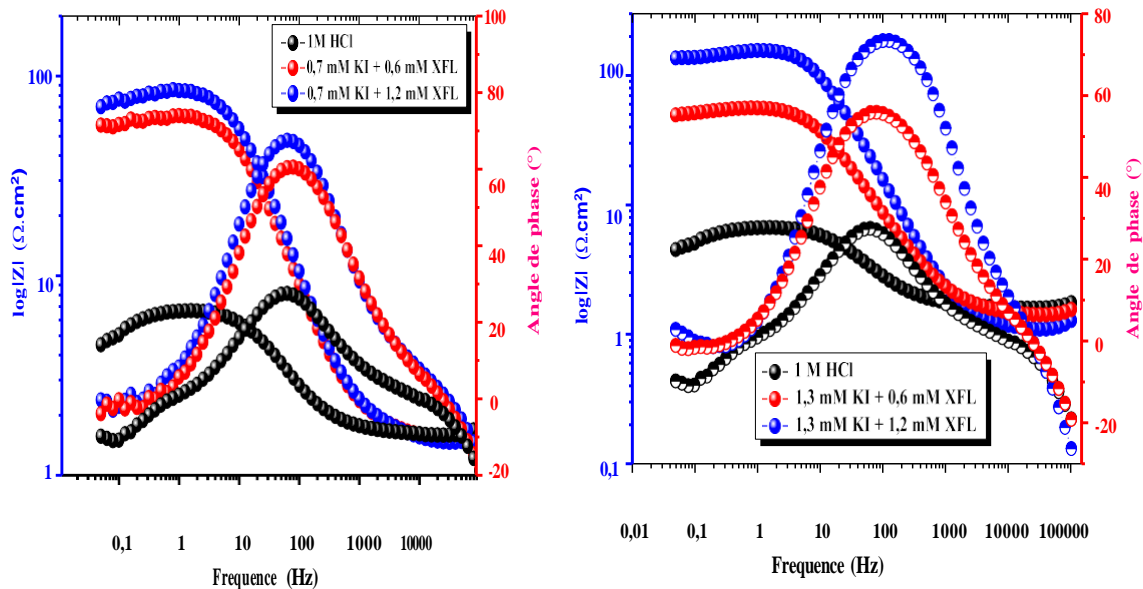 log|Z| (Ω.cm²)
100
10
1
1M HCl
0,7 mM KI + 0,6 mM XFL
0,7 mM KI + 1,2 mM XFL
100
80
60
40
20
0
-20
Angle de phase (°)
0,1 1 10 100 1000 10000
Frequence (Hz)
log|Z| (Ω.cm²)
100
10
1
0,1
1 M HCl
1,3 mM KI + 0,6 mM XFL
1,3 mM KI + 1,2 mM XFL
80
60
40
20
0
-20
Angle de phase (°)
0,01 0,1 1 10 100 1000 10000 100000
Frequence (Hz)